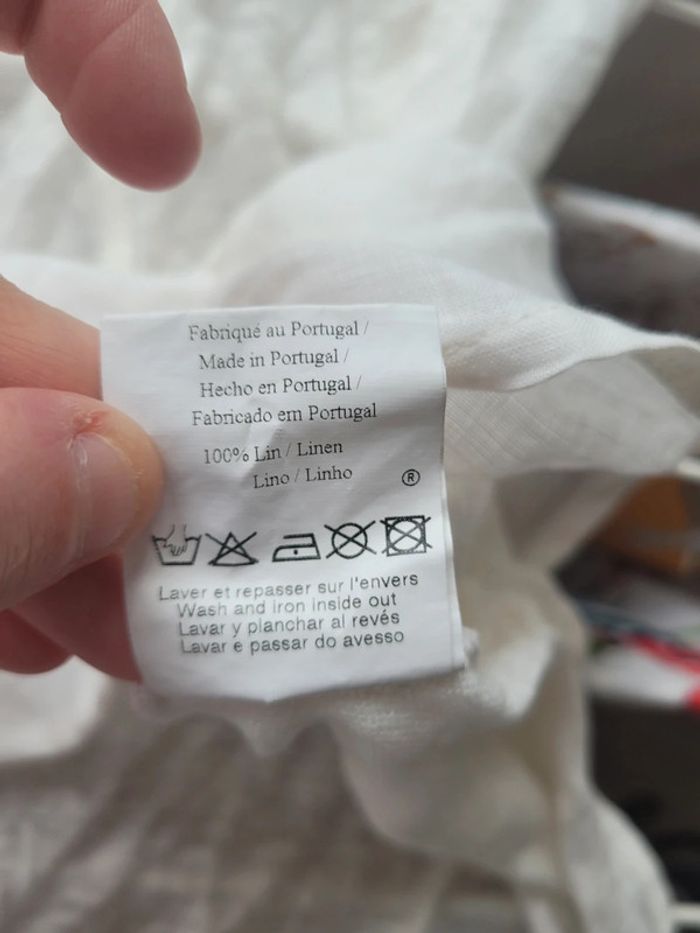 Fabriqué au Portugal /
Made in Portugal /
Hecho en Portugal /
Fabricado em Portugal
100% Lin / Linen
Lino / Linho ®
Laver et repasser sur l'envers
Wash and iron inside out
Lavar y planchar al revés
Lavar e passar do avesso